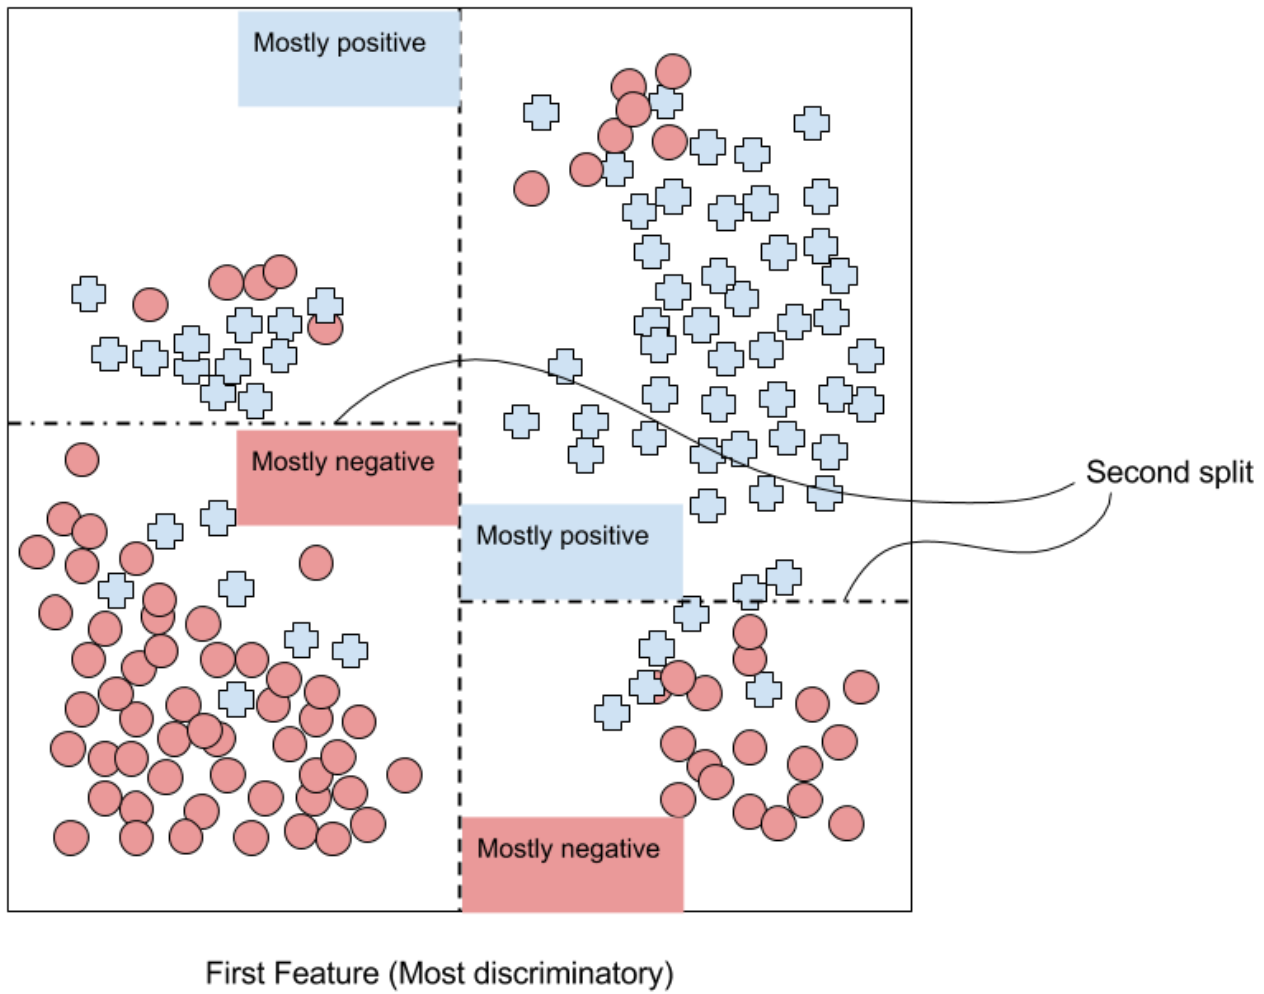 Mostly positive
Mostly negative
Second split
Mostly positive
Mostly negative
First Feature (Most discriminatory)